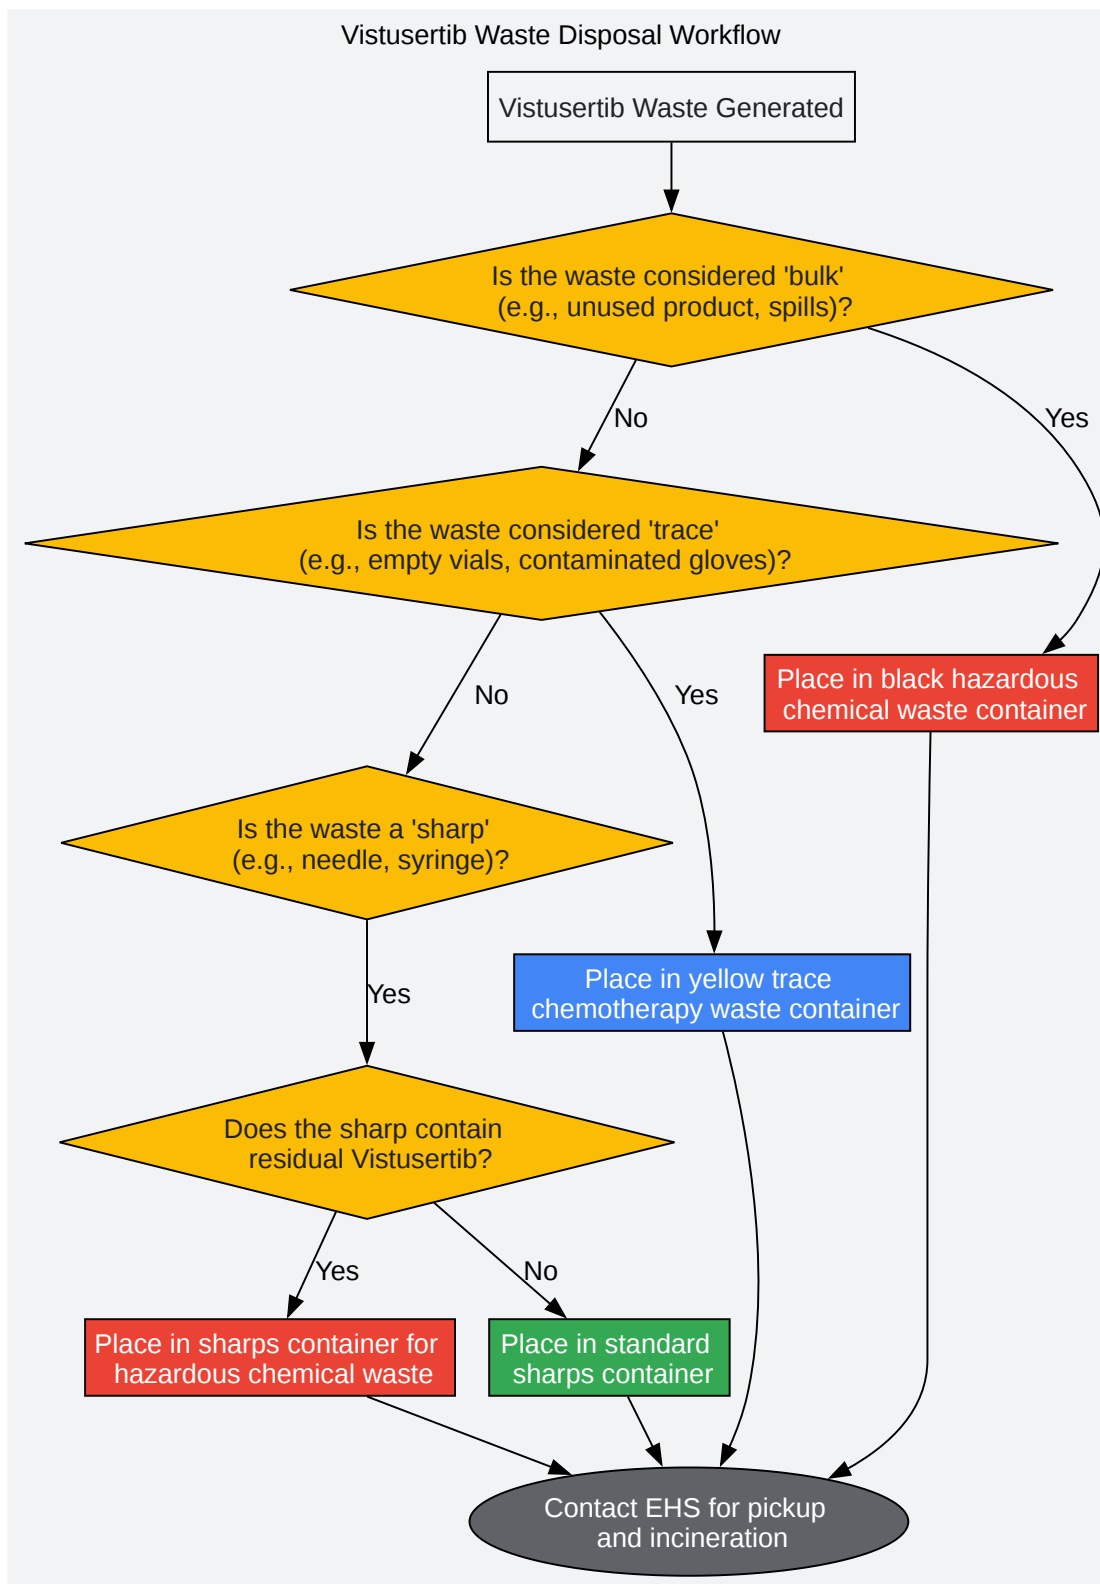 Vistusertib Waste Disposal Workflow
Vistusertib Waste Generated
Is the waste considered 'bulk'
(e.g., unused product, spills)?
No
Yes
Is the waste considered 'trace'
(e.g., empty vials, contaminated gloves)?
No
Yes
Place in black hazardous
chemical waste container
Is the waste a 'sharp'
(e.g., needle, syringe)?
Yes
Place in yellow trace
chemotherapy waste container
Does the sharp contain
residual Vistusertib?
Yes
No
Place in sharps container for
hazardous chemical waste
Place in standard
sharps container
Contact EHS for pickup
and incineration